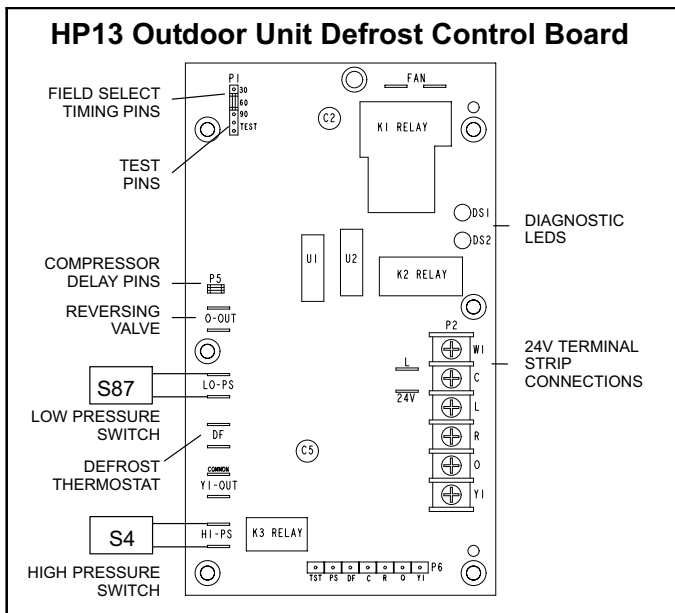 HP13 Outdoor Unit Defrost Control Board
FIELD SELECT
TIMING PINS
P1
30
60
90
TEST
TEST
PINS
FAN
C2
K1 RELAY
DS1
DS2
DIAGNOSTIC
LEDS
U1
U2
K2 RELAY
COMPRESSOR
DELAY PINS
P5
REVERSING
VALVE
O-OUT
S87
LO-PS
LOW PRESSURE
SWITCH
L
24V
P2
W1
C
L
R
O
Y1
24V TERMINAL
STRIP
CONNECTIONS
DF
DEFROST
THERMOSTAT
C5
COMMON
Y1-OUT
S4
HI-PS
K3 RELAY
HIGH PRESSURE
SWITCH
TST PS DF C R O Y1
P6